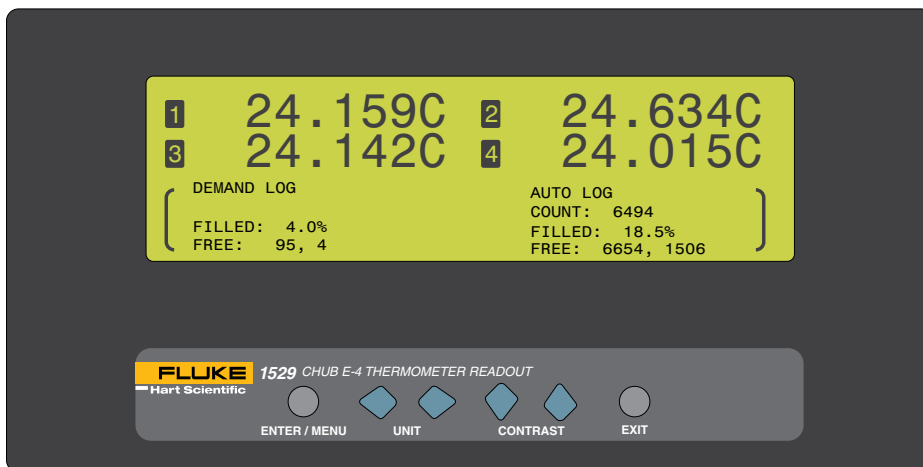 1 24.159C 2 24.634C
3 24.142C 4 24.015C
DEMAND LOG
FILLED: 4.0%
FREE: 95, 4
AUTO LOG
COUNT: 6494
FILLED: 18.5%
FREE: 6654, 1506
FLUKE
Hart Scientific
1529 CHUB E-4 THERMOMETER READOUT
ENTER / MENU UNIT CONTRAST EXIT